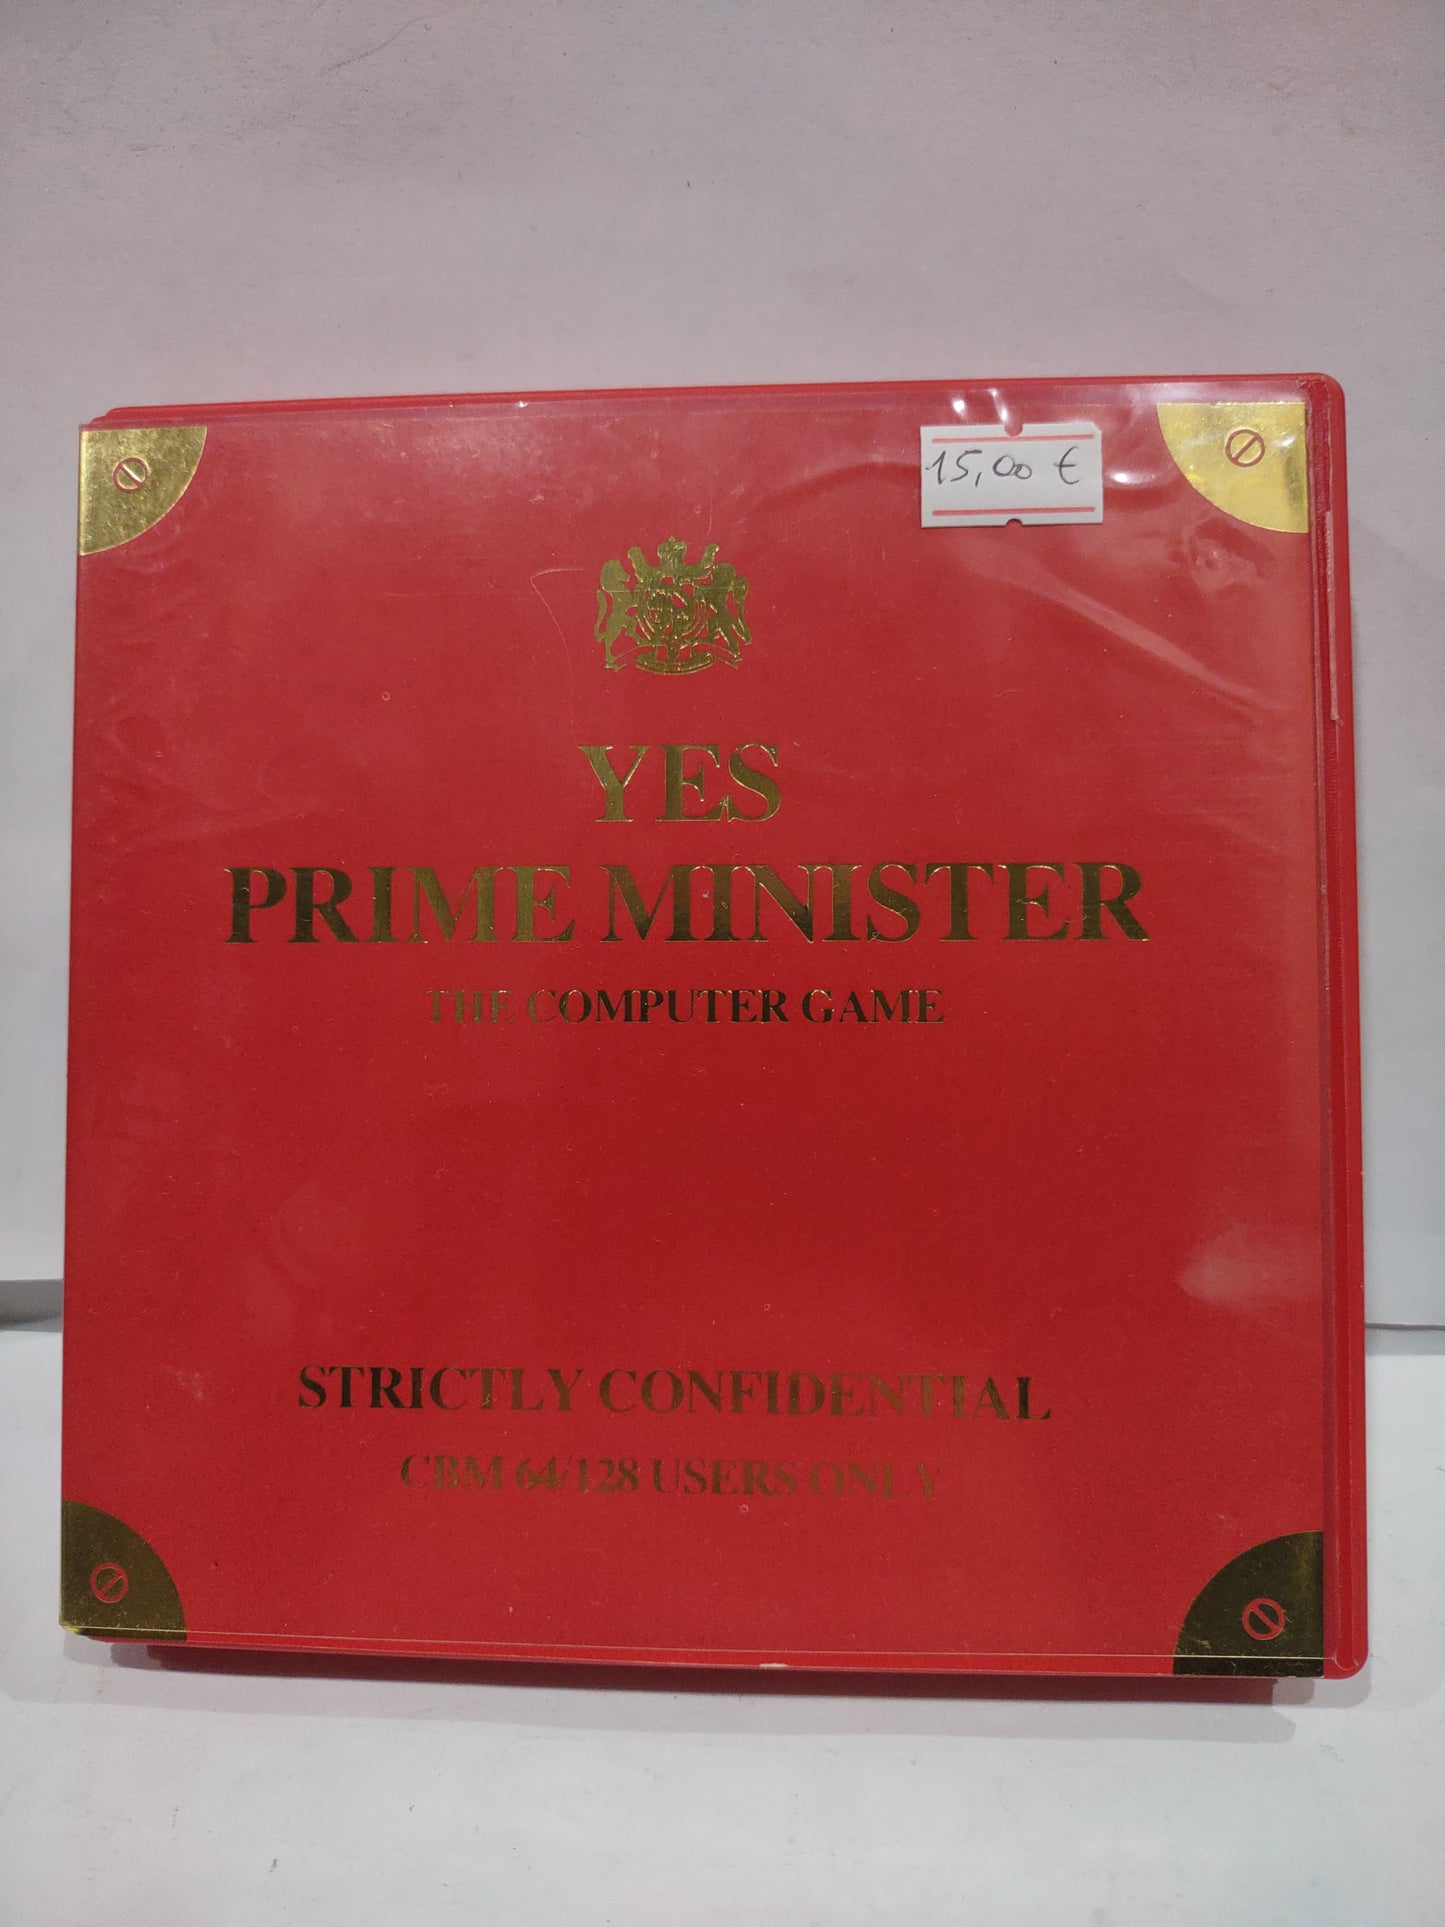 15,00 €
YES
PRIME MINISTER
THE COMPUTER GAME
STRICTLY CONFIDENTIAL
CBM 64/128 USERS ONLY